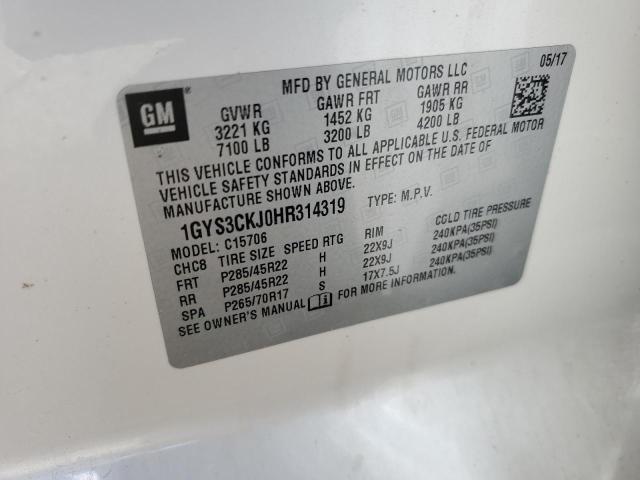 MFD BY GENERAL MOTORS LLC 05/17
GM
GVWR GAWR FRT GAWR RR
3221 KG 1452 KG 1905 KG
7100 LB 3200 LB 4200 LB
THIS VEHICLE CONFORMS TO ALL APPLICABLE U.S. FEDERAL MOTOR
VEHICLE SAFETY STANDARDS IN EFFECT ON THE DATE OF
MANUFACTURE SHOWN ABOVE.
1GYS3CKJ0HR314319 TYPE: M.P.V.
MODEL: C15706
CHC8 TIRE SIZE SPEED RTG RIM COLD TIRE PRESSURE
FRT P285/45R22 H 22X9J 240KPA(35PSI)
RR P285/45R22 H 22X9J 240KPA(35PSI)
SPA P265/70R17 S 17X7.5J 240KPA(35PSI)
SEE OWNER'S MANUAL FOR MORE INFORMATION.